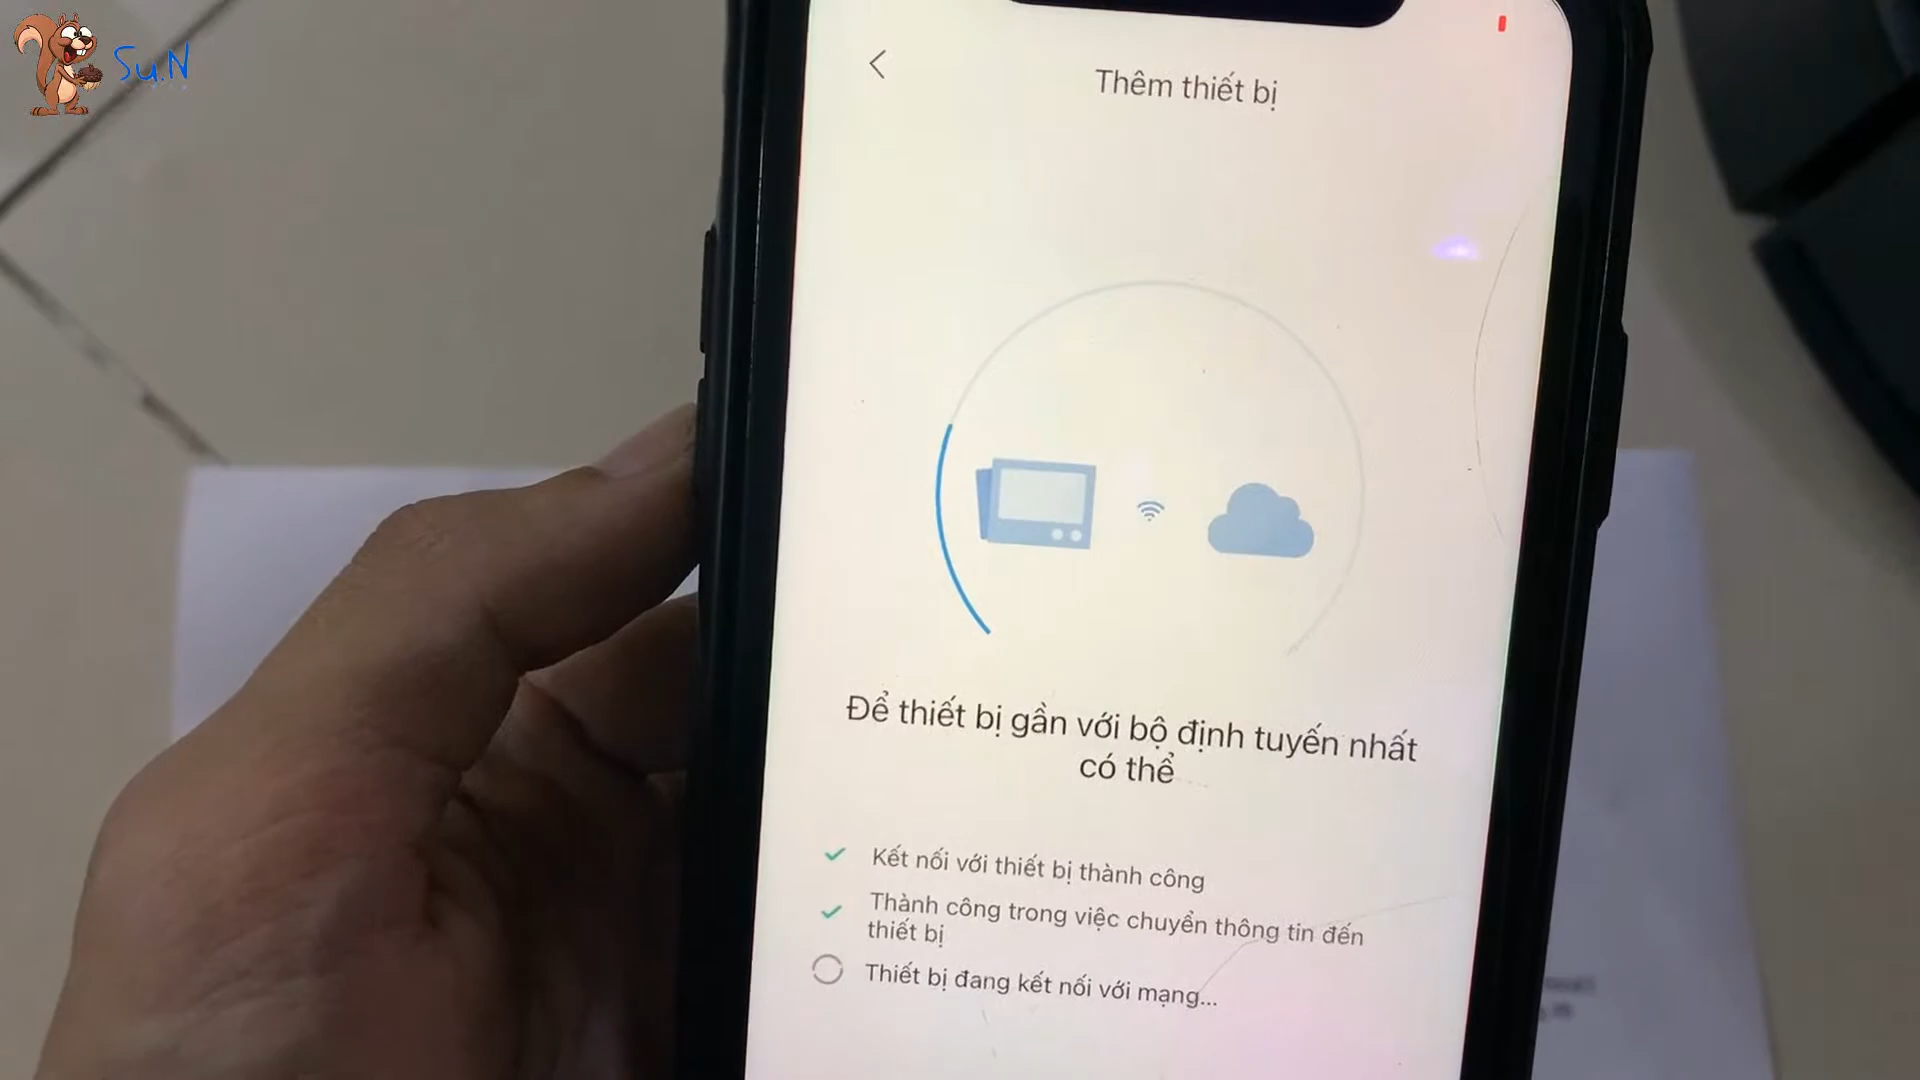 Su.N
Thêm thiết bị
Để thiết bị gần với bộ định tuyến nhất
có thể
Kết nối với thiết bị thành công
Thành công trong việc chuyển thông tin đến
thiết bị
Thiết bị đang kết nối với mạng...